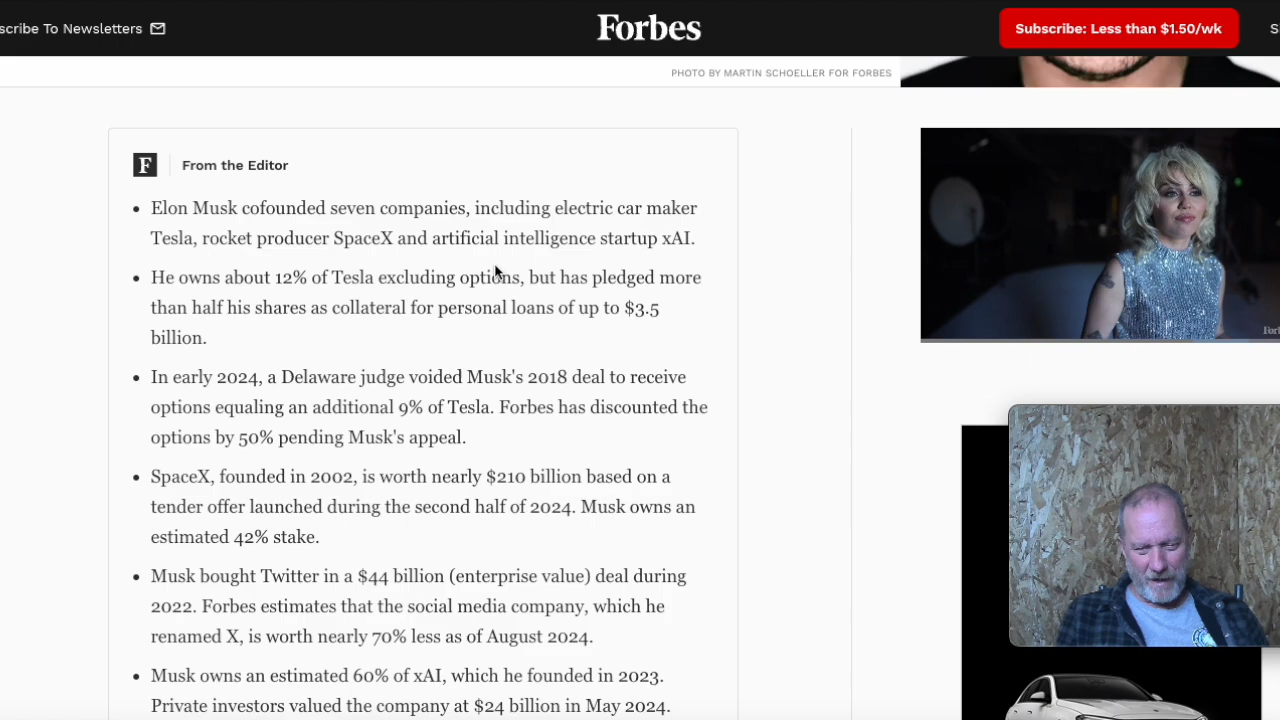 scribe To Newsletters
Forbes
Subscribe: Less than $1.50/wk
S
PHOTO BY MARTIN SCHOELLER FOR FORBES
F
From the Editor
• Elon Musk cofounded seven companies, including electric car maker
Tesla, rocket producer SpaceX and artificial intelligence startup xAI.
• He owns about 12% of Tesla excluding options, but has pledged more
than half his shares as collateral for personal loans of up to $3.5
billion.
• In early 2024, a Delaware judge voided Musk's 2018 deal to receive
options equaling an additional 9% of Tesla. Forbes has discounted the
options by 50% pending Musk's appeal.
• SpaceX, founded in 2002, is worth nearly $210 billion based on a
tender offer launched during the second half of 2024. Musk owns an
estimated 42% stake.
• Musk bought Twitter in a $44 billion (enterprise value) deal during
2022. Forbes estimates that the social media company, which he
renamed X, is worth nearly 70% less as of August 2024.
• Musk owns an estimated 60% of xAI, which he founded in 2023.
Private investors valued the company at $24 billion in May 2024.